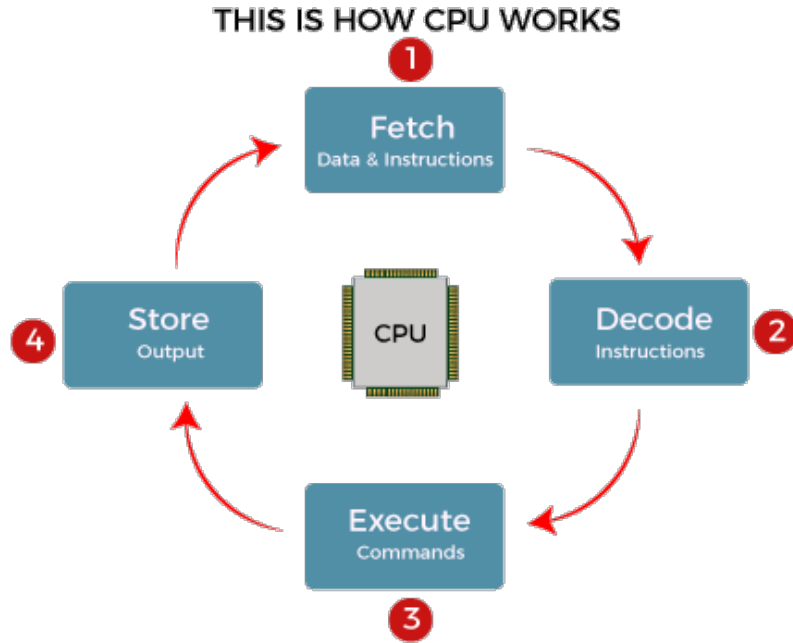 THIS IS HOW CPU WORKS
1
Fetch
Data & Instructions
2
Decode
Instructions
3
Execute
Commands
4
Store
Output
CPU